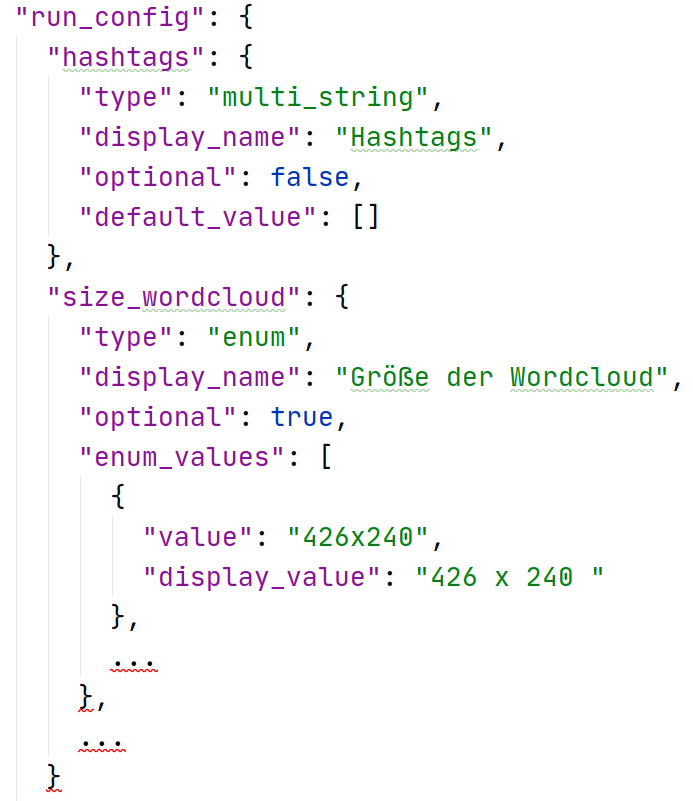 "run_config": {
"hashtags": {
"type": "multi_string",
"display_name": "Hashtags",
"optional": false,
"default_value": []
},
"size_wordcloud": {
"type": "enum",
"display_name": "Größe der Wordcloud",
"optional": true,
"enum_values": [
{
"value": "426x240",
"display_value": "426 x 240 "
},
...
},
...
}